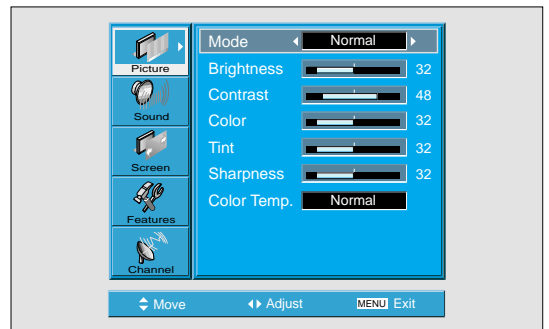 Picture
Sound
Screen
Features
Channel
Mode Normal
Brightness 32
Contrast 48
Color 32
Tint 32
Sharpness 32
Color Temp. Normal
Move Adjust MENU Exit